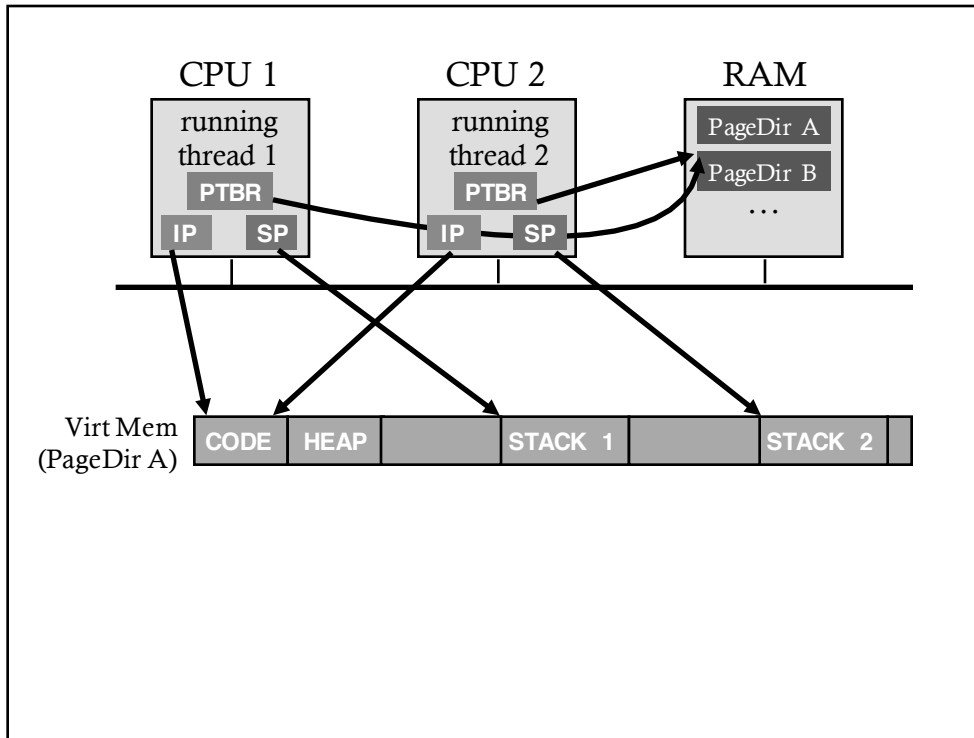 CPU 1
CPU 2
RAM
running
thread 1
PTBR
IP
SP
running
thread 2
PTBR
IP
SP
PageDir A
PageDir B
...
Virt Mem
(PageDir A)
CODE
HEAP
STACK 1
STACK 2